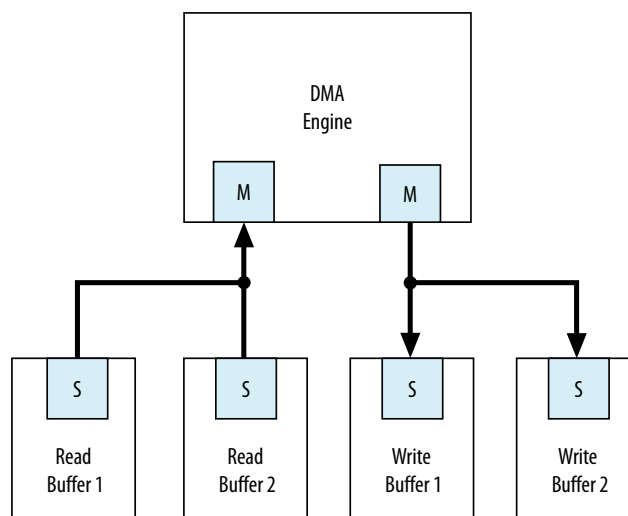 DMA
Engine
M
M
S
S
S
S
Read
Buffer 1
Read
Buffer 2
Write
Buffer 1
Write
Buffer 2